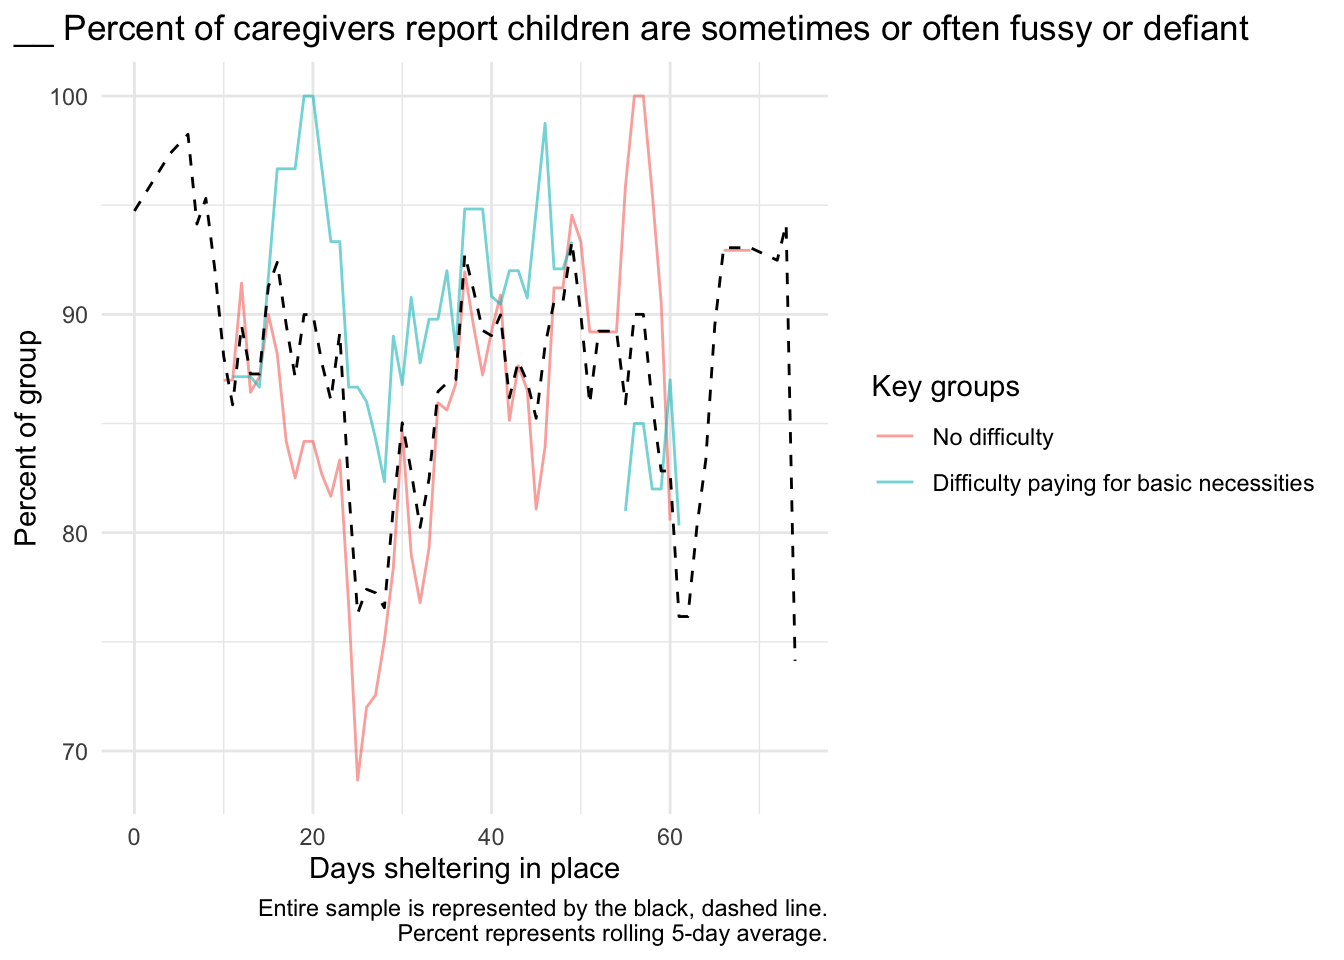 __ Percent of caregivers report children are sometimes or often fussy or defiant
100
90
80
70
Percent of group
0 20 40 60
Days sheltering in place
Key groups
No difficulty
Difficulty paying for basic necessities
Entire sample is represented by the black, dashed line.
Percent represents rolling 5-day average.